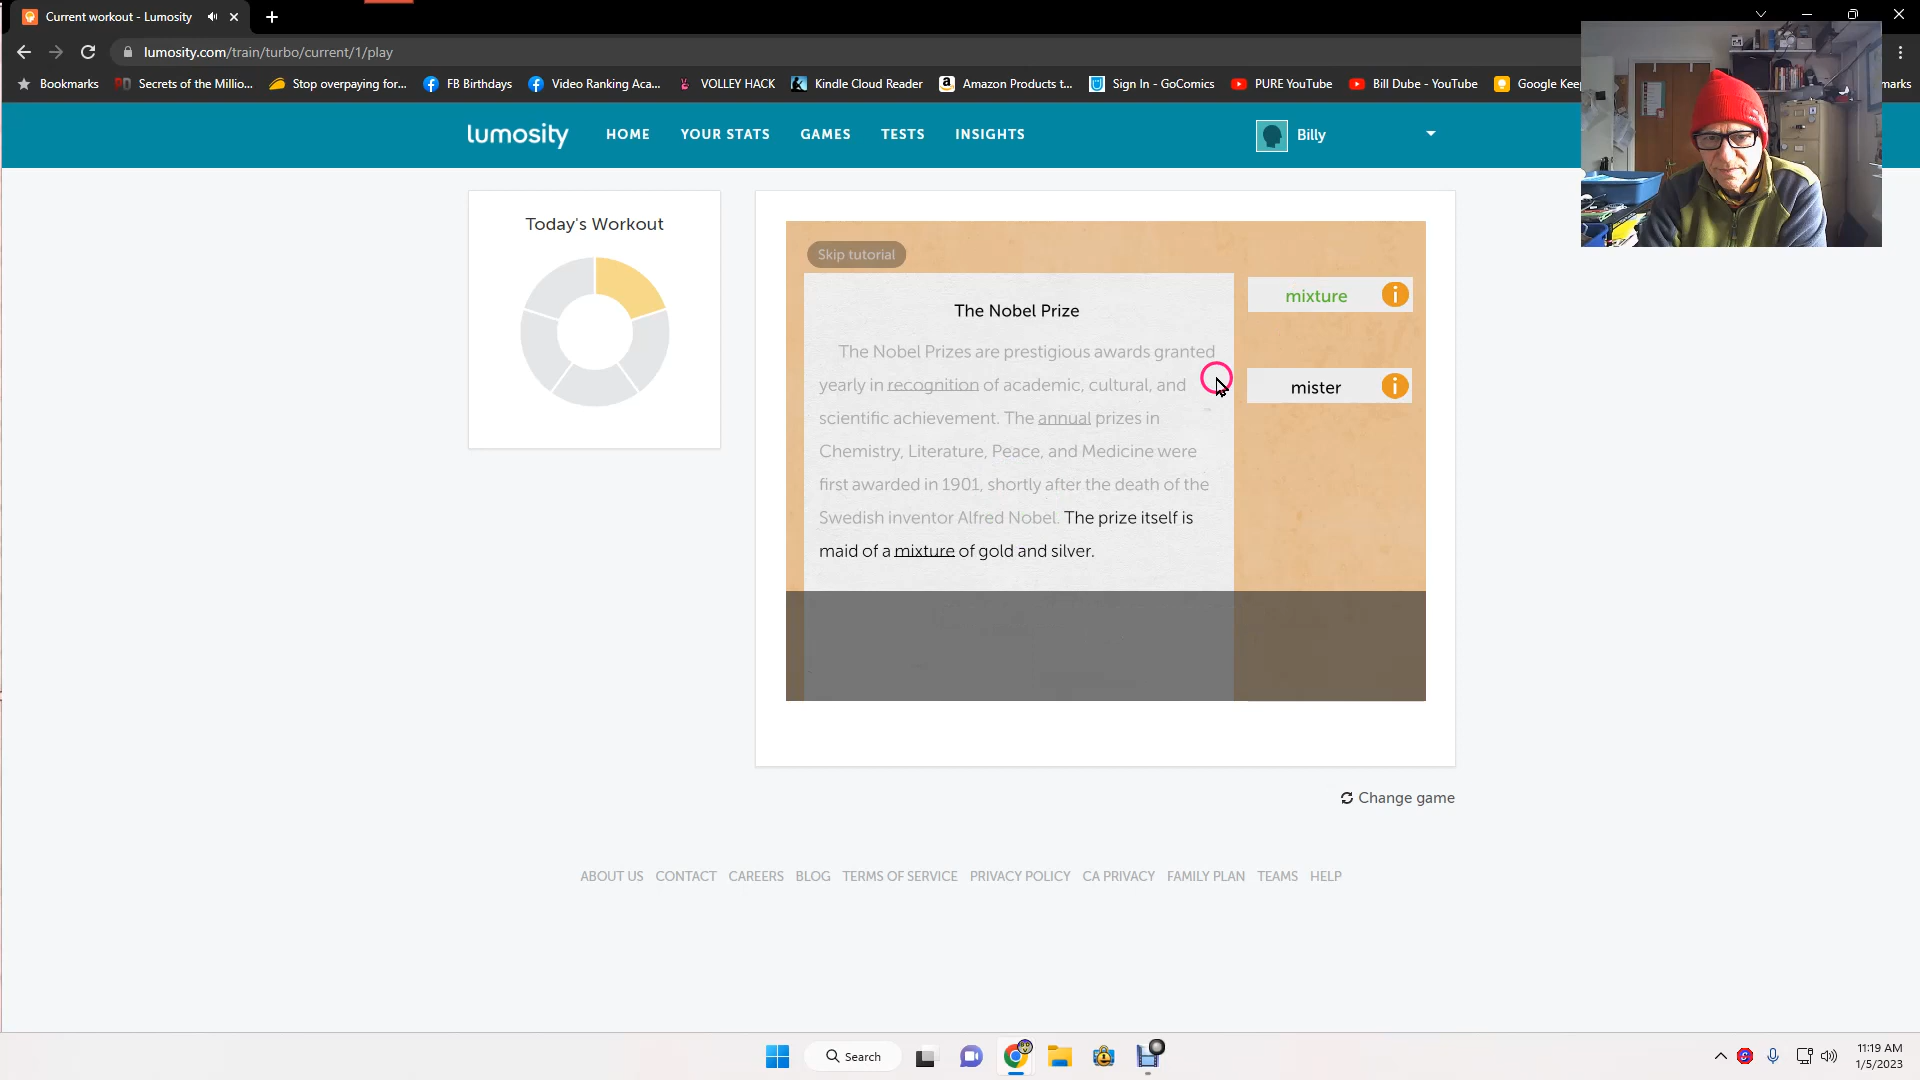 Current workout - Lumosity
lumosity.com/train/turbo/current/1/play
Bookmarks Secrets of the Millio... Stop overpaying for... FB Birthdays Video Ranking Aca... VOLLEY HACK Kindle Cloud Reader Amazon Products t... Sign In - GoComics PURE YouTube Bill Dube - YouTube Google Keep marks
lumosity HOME YOUR STATS GAMES TESTS INSIGHTS Billy
Today's Workout
Skip tutorial
The Nobel Prize
The Nobel Prizes are prestigious awards granted
yearly in recognition of academic, cultural, and
scientific achievement. The annual prizes in
Chemistry, Literature, Peace, and Medicine were
first awarded in 1901, shortly after the death of the
Swedish inventor Alfred Nobel. The prize itself is
maid of a mixture of gold and silver.
mixture i
mister i
Change game
ABOUT US CONTACT CAREERS BLOG TERMS OF SERVICE PRIVACY POLICY CA PRIVACY FAMILY PLAN TEAMS HELP
Search
11:19 AM
1/5/2023